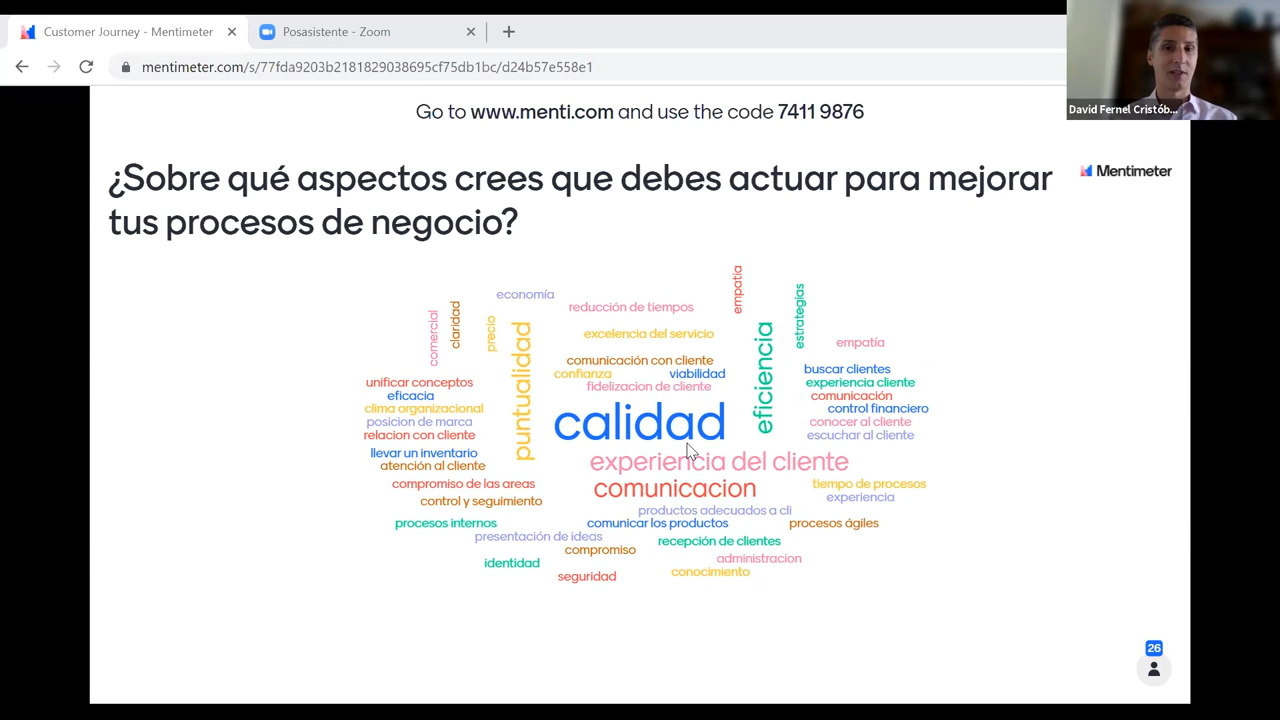 Customer Journey - Mentimeter
Posasistente - Zoom
mentimeter.com/s/77fda9203b2181829038695cf75db1bc/d24b57e558e1
David Fernel Cristób...
Go to www.menti.com and use the code 7411 9876
¿Sobre qué aspectos crees que debes actuar para mejorar
tus procesos de negocio?
Mentimeter
economía
reducción de tiempos
empatia
estrategias
comercial
claridad
precio
puntualidad
excelencia del servicio
eficiencia
empatía
comunicación con cliente
confianza
viabilidad
fidelizacion de cliente
buscar clientes
experiencia cliente
comunicación
control financiero
conocer al cliente
escuchar al cliente
unificar conceptos
eficacia
clima organizacional
posicion de marca
relacion con cliente
calidad
llevar un inventario
atención al cliente
experiencia del cliente
compromiso de las areas
comunicacion
tiempo de procesos
experiencia
control y seguimiento
productos adecuados a cli
procesos internos
comunicar los productos
procesos ágiles
presentación de ideas
recepción de clientes
compromiso
administracion
identidad
conocimiento
seguridad
26